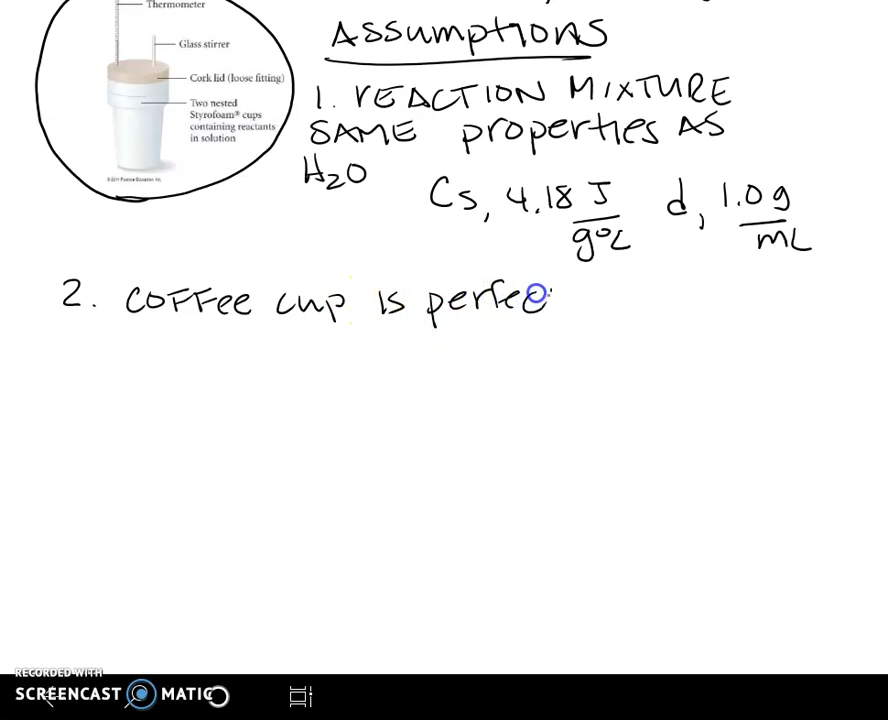 Thermometer
Assumptions
Glass stirrer
Cork lid (loose fitting)
Two nested
Styrofoam® cups
containing reactants
in solution
1. REACTION MIXTURE
SAME properties AS
H₂O
Cs, 4.18 J/g°C d, 1.0 g/mL
2. COFFee cup is perfec
RECORDED WITH
SCREENCAST MATIC